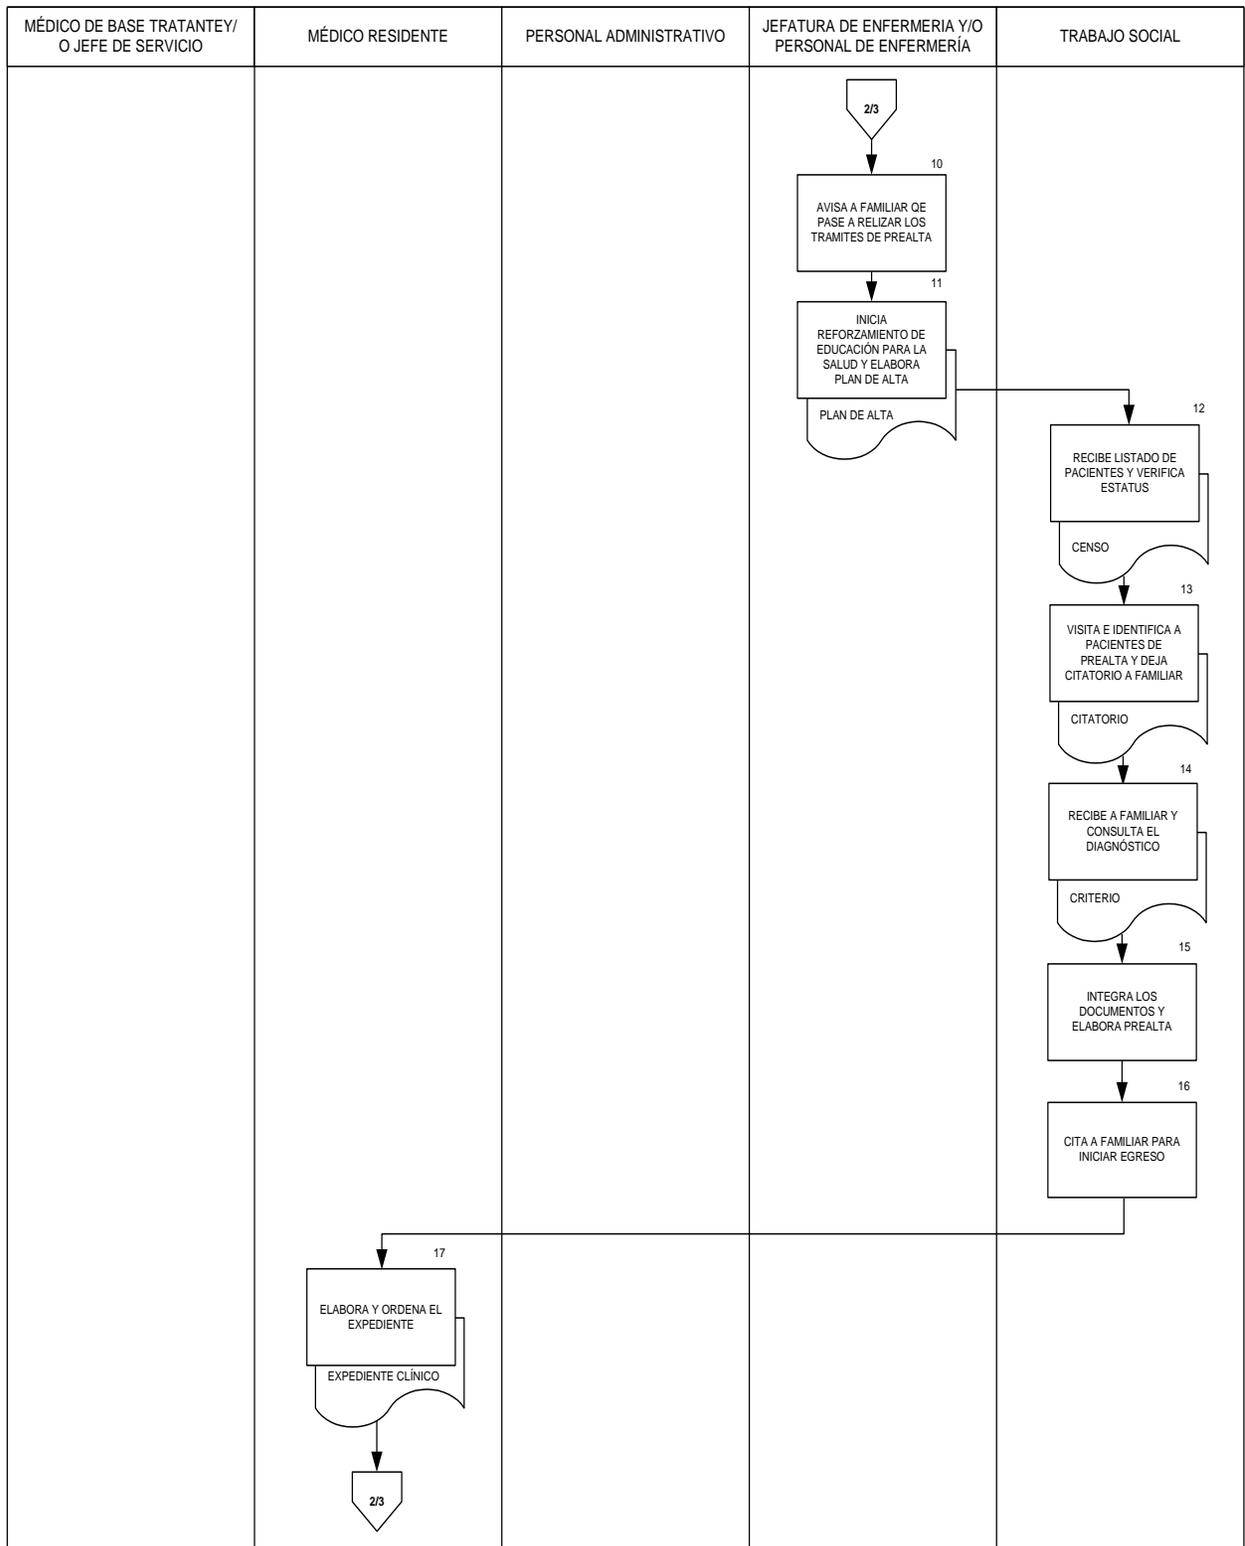 MÉDICO DE BASE TRATANTEY/
O JEFE DE SERVICIO
MÉDICO RESIDENTE
PERSONAL ADMINISTRATIVO
JEFATURA DE ENFERMERIA Y/O
PERSONAL DE ENFERMERÍA
TRABAJO SOCIAL
2/3
10
AVISA A FAMILIAR QE
PASE A RELIZAR LOS
TRAMITES DE PREALTA
11
INICIA
REFORZAMIENTO DE
EDUCACIÓN PARA LA
SALUD Y ELABORA
PLAN DE ALTA
PLAN DE ALTA
12
RECIBE LISTADO DE
PACIENTES Y VERIFICA
ESTATUS
CENSO
13
VISITA E IDENTIFICA A
PACIENTES DE
PREALTA Y DEJA
CITATORIO A FAMILIAR
CITATORIO
14
RECIBE A FAMILIAR Y
CONSULTA EL
DIAGNÓSTICO
CRITERIO
15
INTEGRA LOS
DOCUMENTOS Y
ELABORA PREALTA
16
CITA A FAMILIAR PARA
INICIAR EGRESO
17
ELABORA Y ORDENA EL
EXPEDIENTE
EXPEDIENTE CLÍNICO
2/3